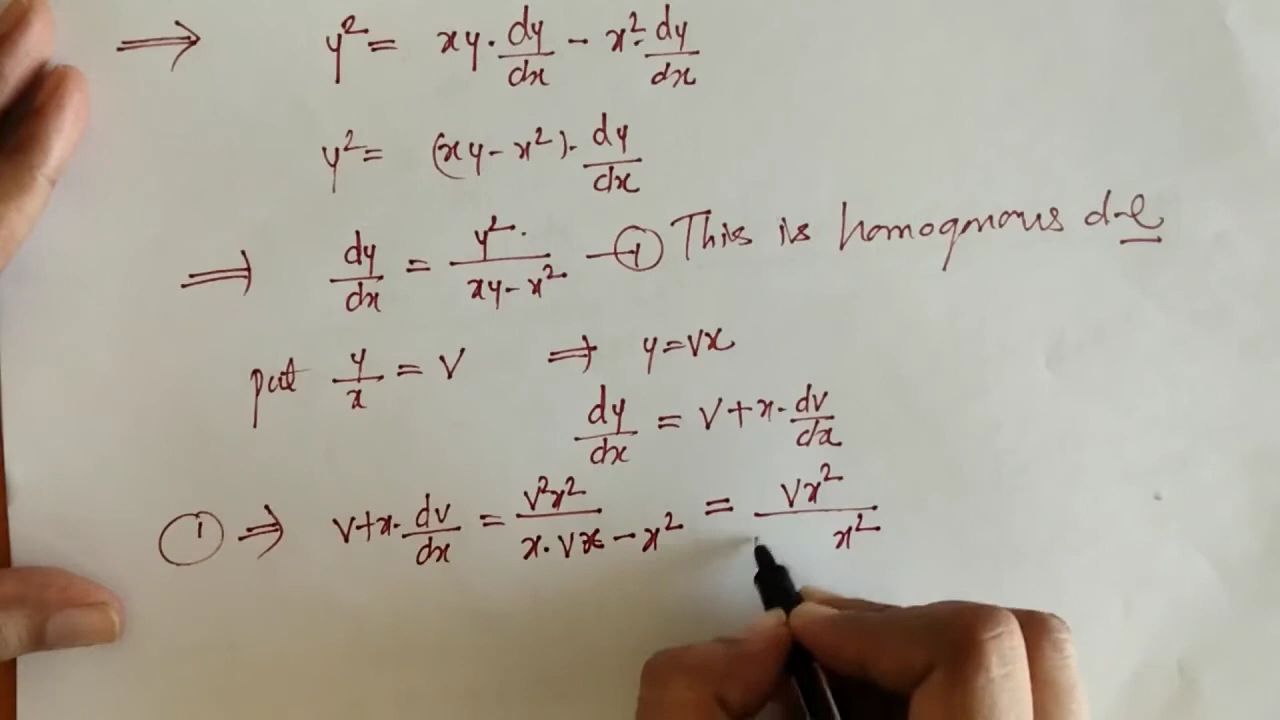 ⟹ y² = xy · dy/dx - x² · dy/dx
y² = (xy - x²) · dy/dx
⟹ dy/dx = y² · / xy - x² — ① This is homogenous d-e
put y/x = v ⟹ y = vx
dy/dx = v + x · dv/dx
① ⟹ v + x · dv/dx = v²x² / x · vx - x² = vx² / x²